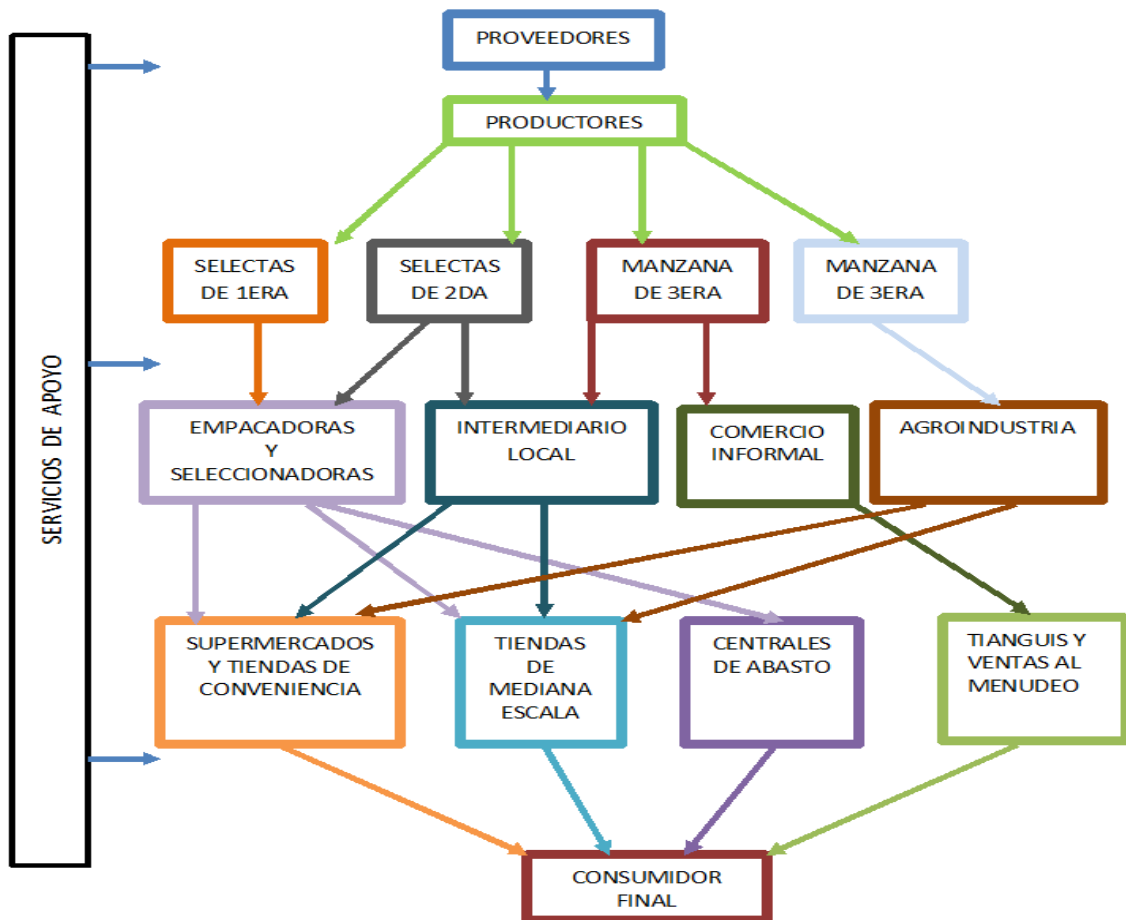 PROVEEDORES
PRODUCTORES
SELECTAS
DE 1ERA
SELECTAS
DE 2DA
MANZANA
DE 3ERA
MANZANA
DE 3ERA
SERVICIOS DE APOYO
EMPACADORAS
Y
SELECCIONADORAS
INTERMEDIARIO
LOCAL
COMERCIO
INFORMAL
AGROINDUSTRIA
SUPERMERCADOS
Y TIENDAS DE
CONVENIENCIA
TIENDAS
DE
MEDIANA
ESCALA
CENTRALES
DE ABASTO
TIANGUIS Y
VENTAS AL
MENUDEO
CONSUMIDOR
FINAL